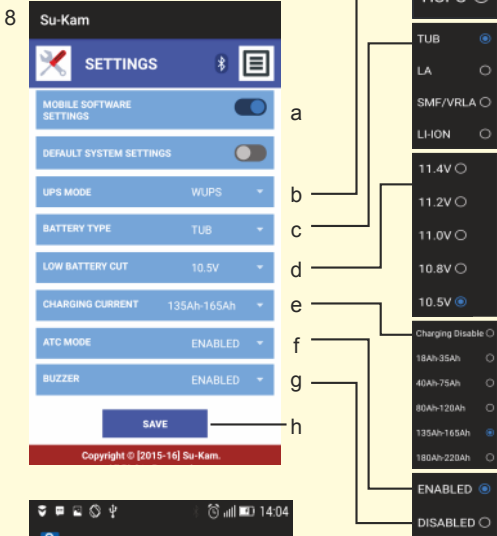 8
Su-Kam
SETTINGS
MOBILE SOFTWARE
SETTINGS
a
DEFAULT SYSTEM SETTINGS
UPS MODE WUPS
b
BATTERY TYPE TUB
c
LOW BATTERY CUT 10.5V
d
CHARGING CURRENT 135Ah-165Ah
e
ATC MODE ENABLED
f
BUZZER ENABLED
g
SAVE
h
Copyright © [2015-16] Su-Kam.
14:04
TUB
LA
SMF/VRLA
LI-ION
11.4V
11.2V
11.0V
10.8V
10.5V
Charging Disable
18Ah-35Ah
40Ah-75Ah
80Ah-120Ah
135Ah-165Ah
180Ah-220Ah
ENABLED
DISABLED